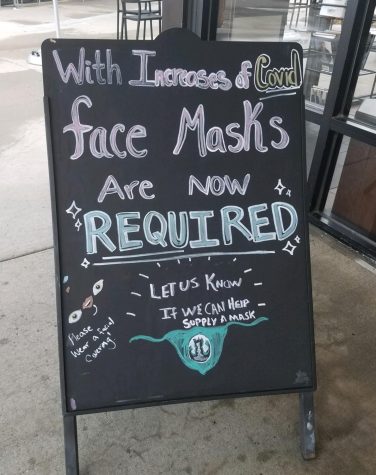 With Increases of Covid
face Masks
Are Now
REQUIRED
Let us Know
If we can Help
Supply a Mask
Please
Wear a facial
Covering!